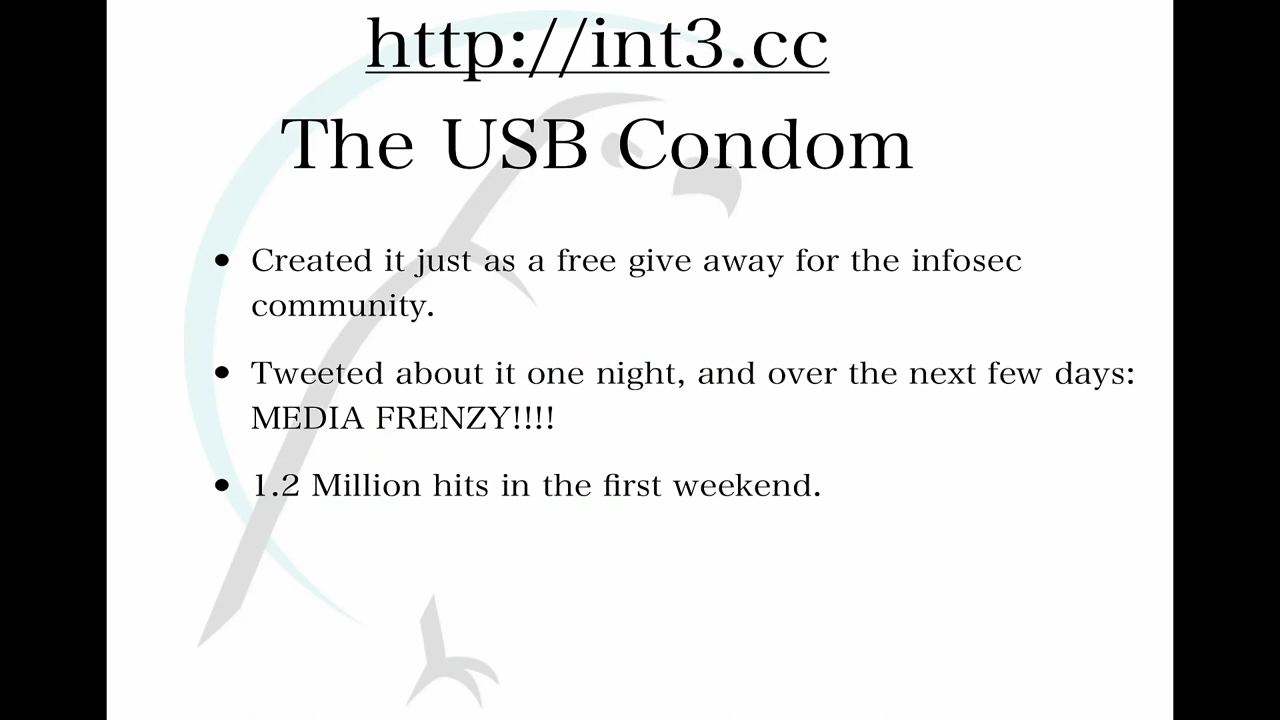 http://int3.cc
The USB Condom
• Created it just as a free give away for the infosec
community.
• Tweeted about it one night, and over the next few days:
MEDIA FRENZY!!!!
• 1.2 Million hits in the first weekend.